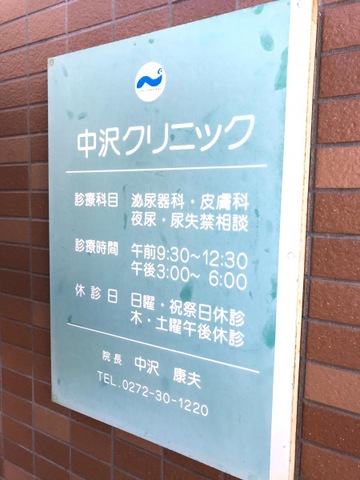 中沢クリニック
診療科目 泌尿器科・皮膚科
夜尿・尿失禁相談
診療時間 午前9:30~12:30
午後3:00~ 6:00
休診日 日曜・祝祭日休診
木・土曜午後休診
院長 中沢 康夫
TEL.0272-30-1220